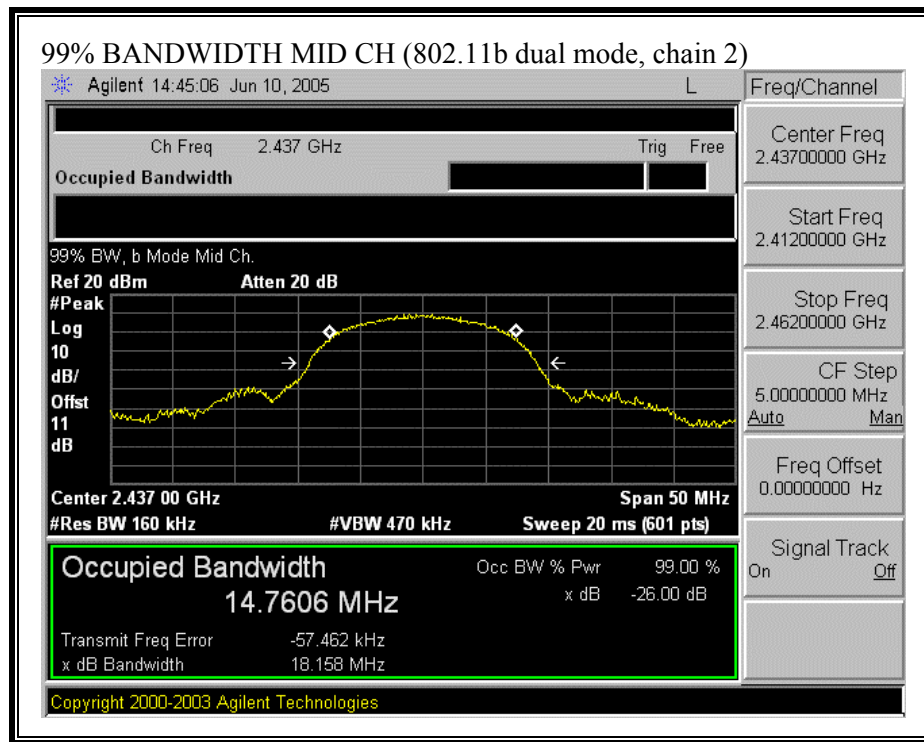 99% BANDWIDTH MID CH (802.11b dual mode, chain 2)
Agilent 14:45:06 Jun 10, 2005 L
Freq/Channel
Ch Freq 2.437 GHz Trig Free
Occupied Bandwidth
Center Freq
2.43700000 GHz
Start Freq
2.41200000 GHz
Stop Freq
2.46200000 GHz
CF Step
5.00000000 MHz
Auto Man
Freq Offset
0.00000000 Hz
Signal Track
On Off
99% BW, b Mode Mid Ch.
Ref 20 dBm Atten 20 dB
#Peak
Log
10
dB/
Offst
11
dB
Center 2.437 00 GHz Span 50 MHz
#Res BW 160 kHz #VBW 470 kHz Sweep 20 ms (601 pts)
Occupied Bandwidth Occ BW % Pwr 99.00 %
14.7606 MHz x dB -26.00 dB
Transmit Freq Error -57.462 kHz
x dB Bandwidth 18.158 MHz
Copyright 2000-2003 Agilent Technologies